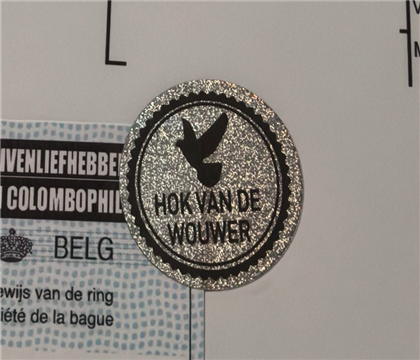 VENLIEFHEBBE
COLOMBOPHIL
HOK VAN DE
WOUWER
BELG
ewijs van de ring
iété de la bague